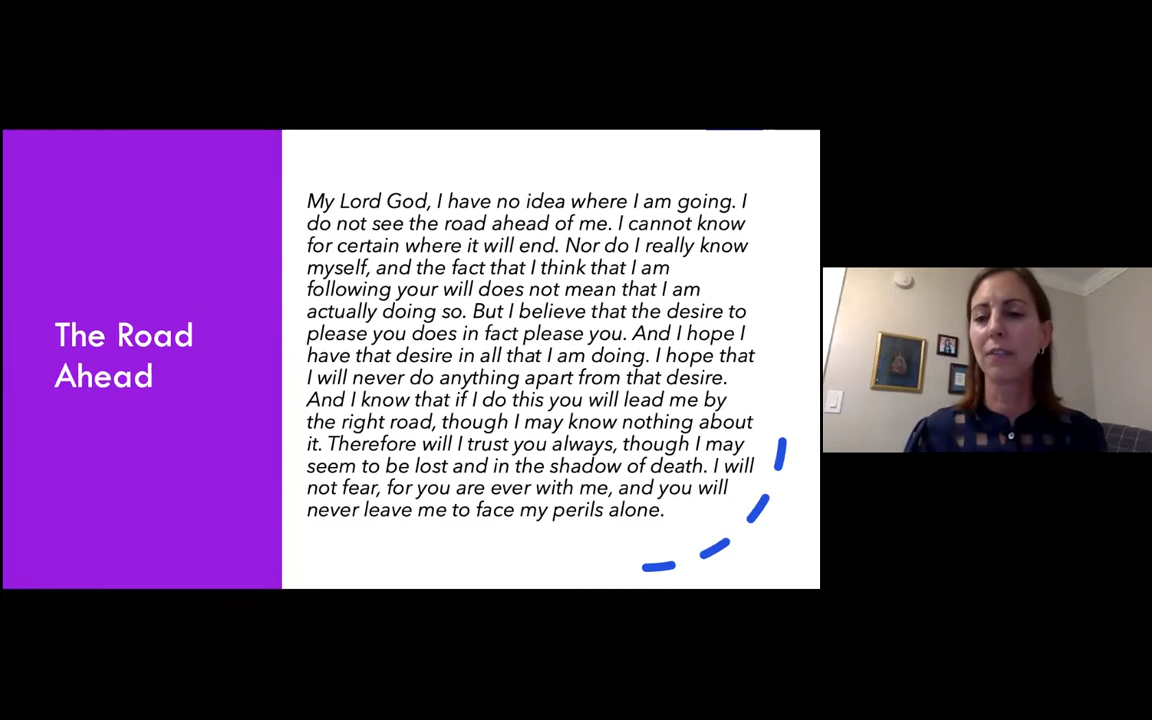 The Road
Ahead
My Lord God, I have no idea where I am going. I
do not see the road ahead of me. I cannot know
for certain where it will end. Nor do I really know
myself, and the fact that I think that I am
following your will does not mean that I am
actually doing so. But I believe that the desire to
please you does in fact please you. And I hope I
have that desire in all that I am doing. I hope that
I will never do anything apart from that desire.
And I know that if I do this you will lead me by
the right road, though I may know nothing about
it. Therefore will I trust you always, though I may
seem to be lost and in the shadow of death. I will
not fear, for you are ever with me, and you will
never leave me to face my perils alone.